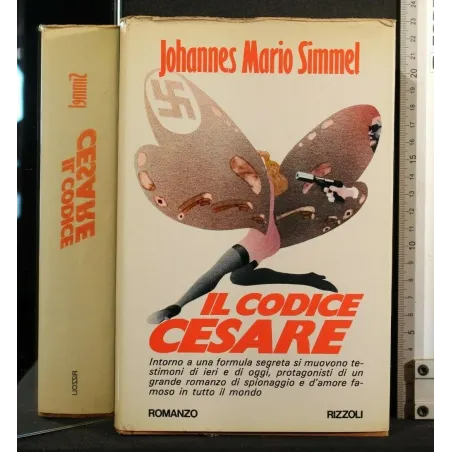 Johannes Mario Simmel
IL CODICE
CESARE
Intorno a una formula segreta si muovono te-
stimoni di ieri e di oggi, protagonisti di un
grande romanzo di spionaggio e d'amore fa-
moso in tutto il mondo
ROMANZO
RIZZOLI
Simmel
IL CODICE
CESARE
RIZZOLI